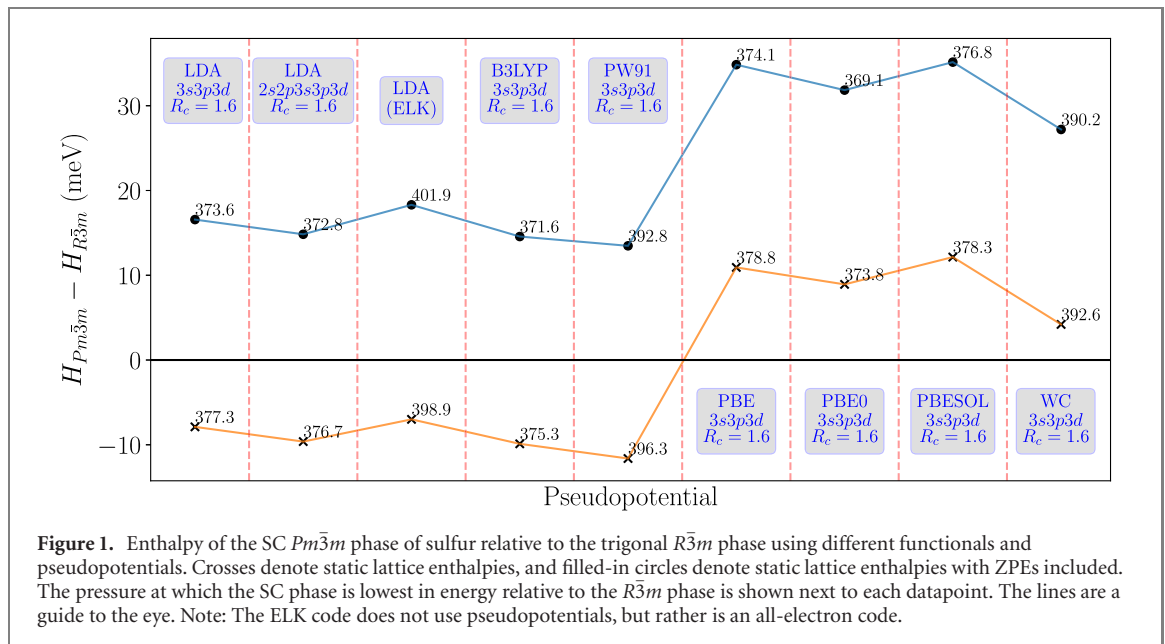 LDA
3s3p3d
R_c = 1.6
LDA
2s2p3s3p3d
R_c = 1.6
LDA
(ELK)
B3LYP
3s3p3d
R_c = 1.6
PW91
3s3p3d
R_c = 1.6
374.1
369.1
376.8
390.2
30
20
10
0
−10
H_{Pm3̄m} − H_{R3̄m} (meV)
373.6
372.8
401.9
371.6
392.8
378.8
373.8
378.3
392.6
377.3
376.7
398.9
375.3
396.3
PBE
3s3p3d
R_c = 1.6
PBE0
3s3p3d
R_c = 1.6
PBESOL
3s3p3d
R_c = 1.6
WC
3s3p3d
R_c = 1.6
Pseudopotential
Figure 1. Enthalpy of the SC Pm3̄m phase of sulfur relative to the trigonal R3̄m phase using different functionals and
pseudopotentials. Crosses denote static lattice enthalpies, and filled-in circles denote static lattice enthalpies with ZPEs included.
The pressure at which the SC phase is lowest in energy relative to the R3̄m phase is shown next to each datapoint. The lines are a
guide to the eye. Note: The ELK code does not use pseudopotentials, but rather is an all-electron code.